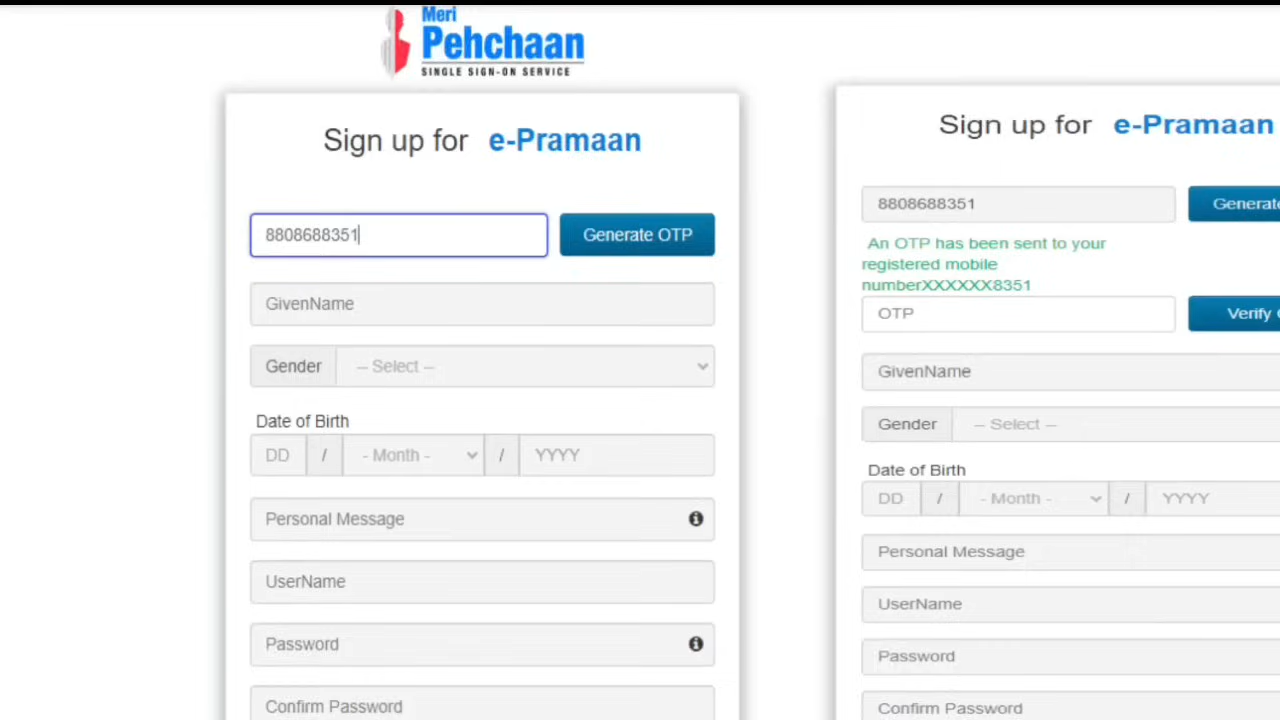 Meri
Pehchaan
SINGLE SIGN-ON SERVICE
Sign up for e-Pramaan
8808688351
Generate OTP
GivenName
Gender
-- Select --
Date of Birth
DD / - Month - / YYYY
Personal Message
UserName
Password
Confirm Password
Sign up for e-Pramaan
8808688351
An OTP has been sent to your
registered mobile
numberXXXXXX8351
OTP
Verify
GivenName
Gender
-- Select --
Date of Birth
DD / - Month - / YYYY
Personal Message
UserName
Password
Confirm Password